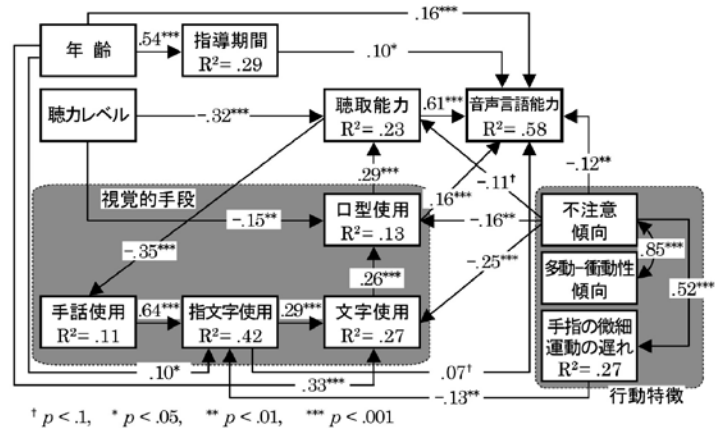 .16***
年 齢
.54***
指導期間
R²= .29
.10*
聴力レベル
-.32***
聴取能力
R²= .23
.61***
音声言語能力
R²= .58
-.12**
.29***
-.11†
.16***
視覚的手段
-.15**
口型使用
R²= .13
-.16**
不注意
傾向
-.35***
.26***
-.25***
.85***
多動-衝動性
傾向
.52***
手話使用
R²= .11
.64***
指文字使用
R²= .42
.29***
文字使用
R²= .27
手指の微細
運動の遅れ
R²= .27
.10*
.33***
.07†
-.13**
行動特徴
† p < .1, * p < .05, ** p < .01, *** p < .001